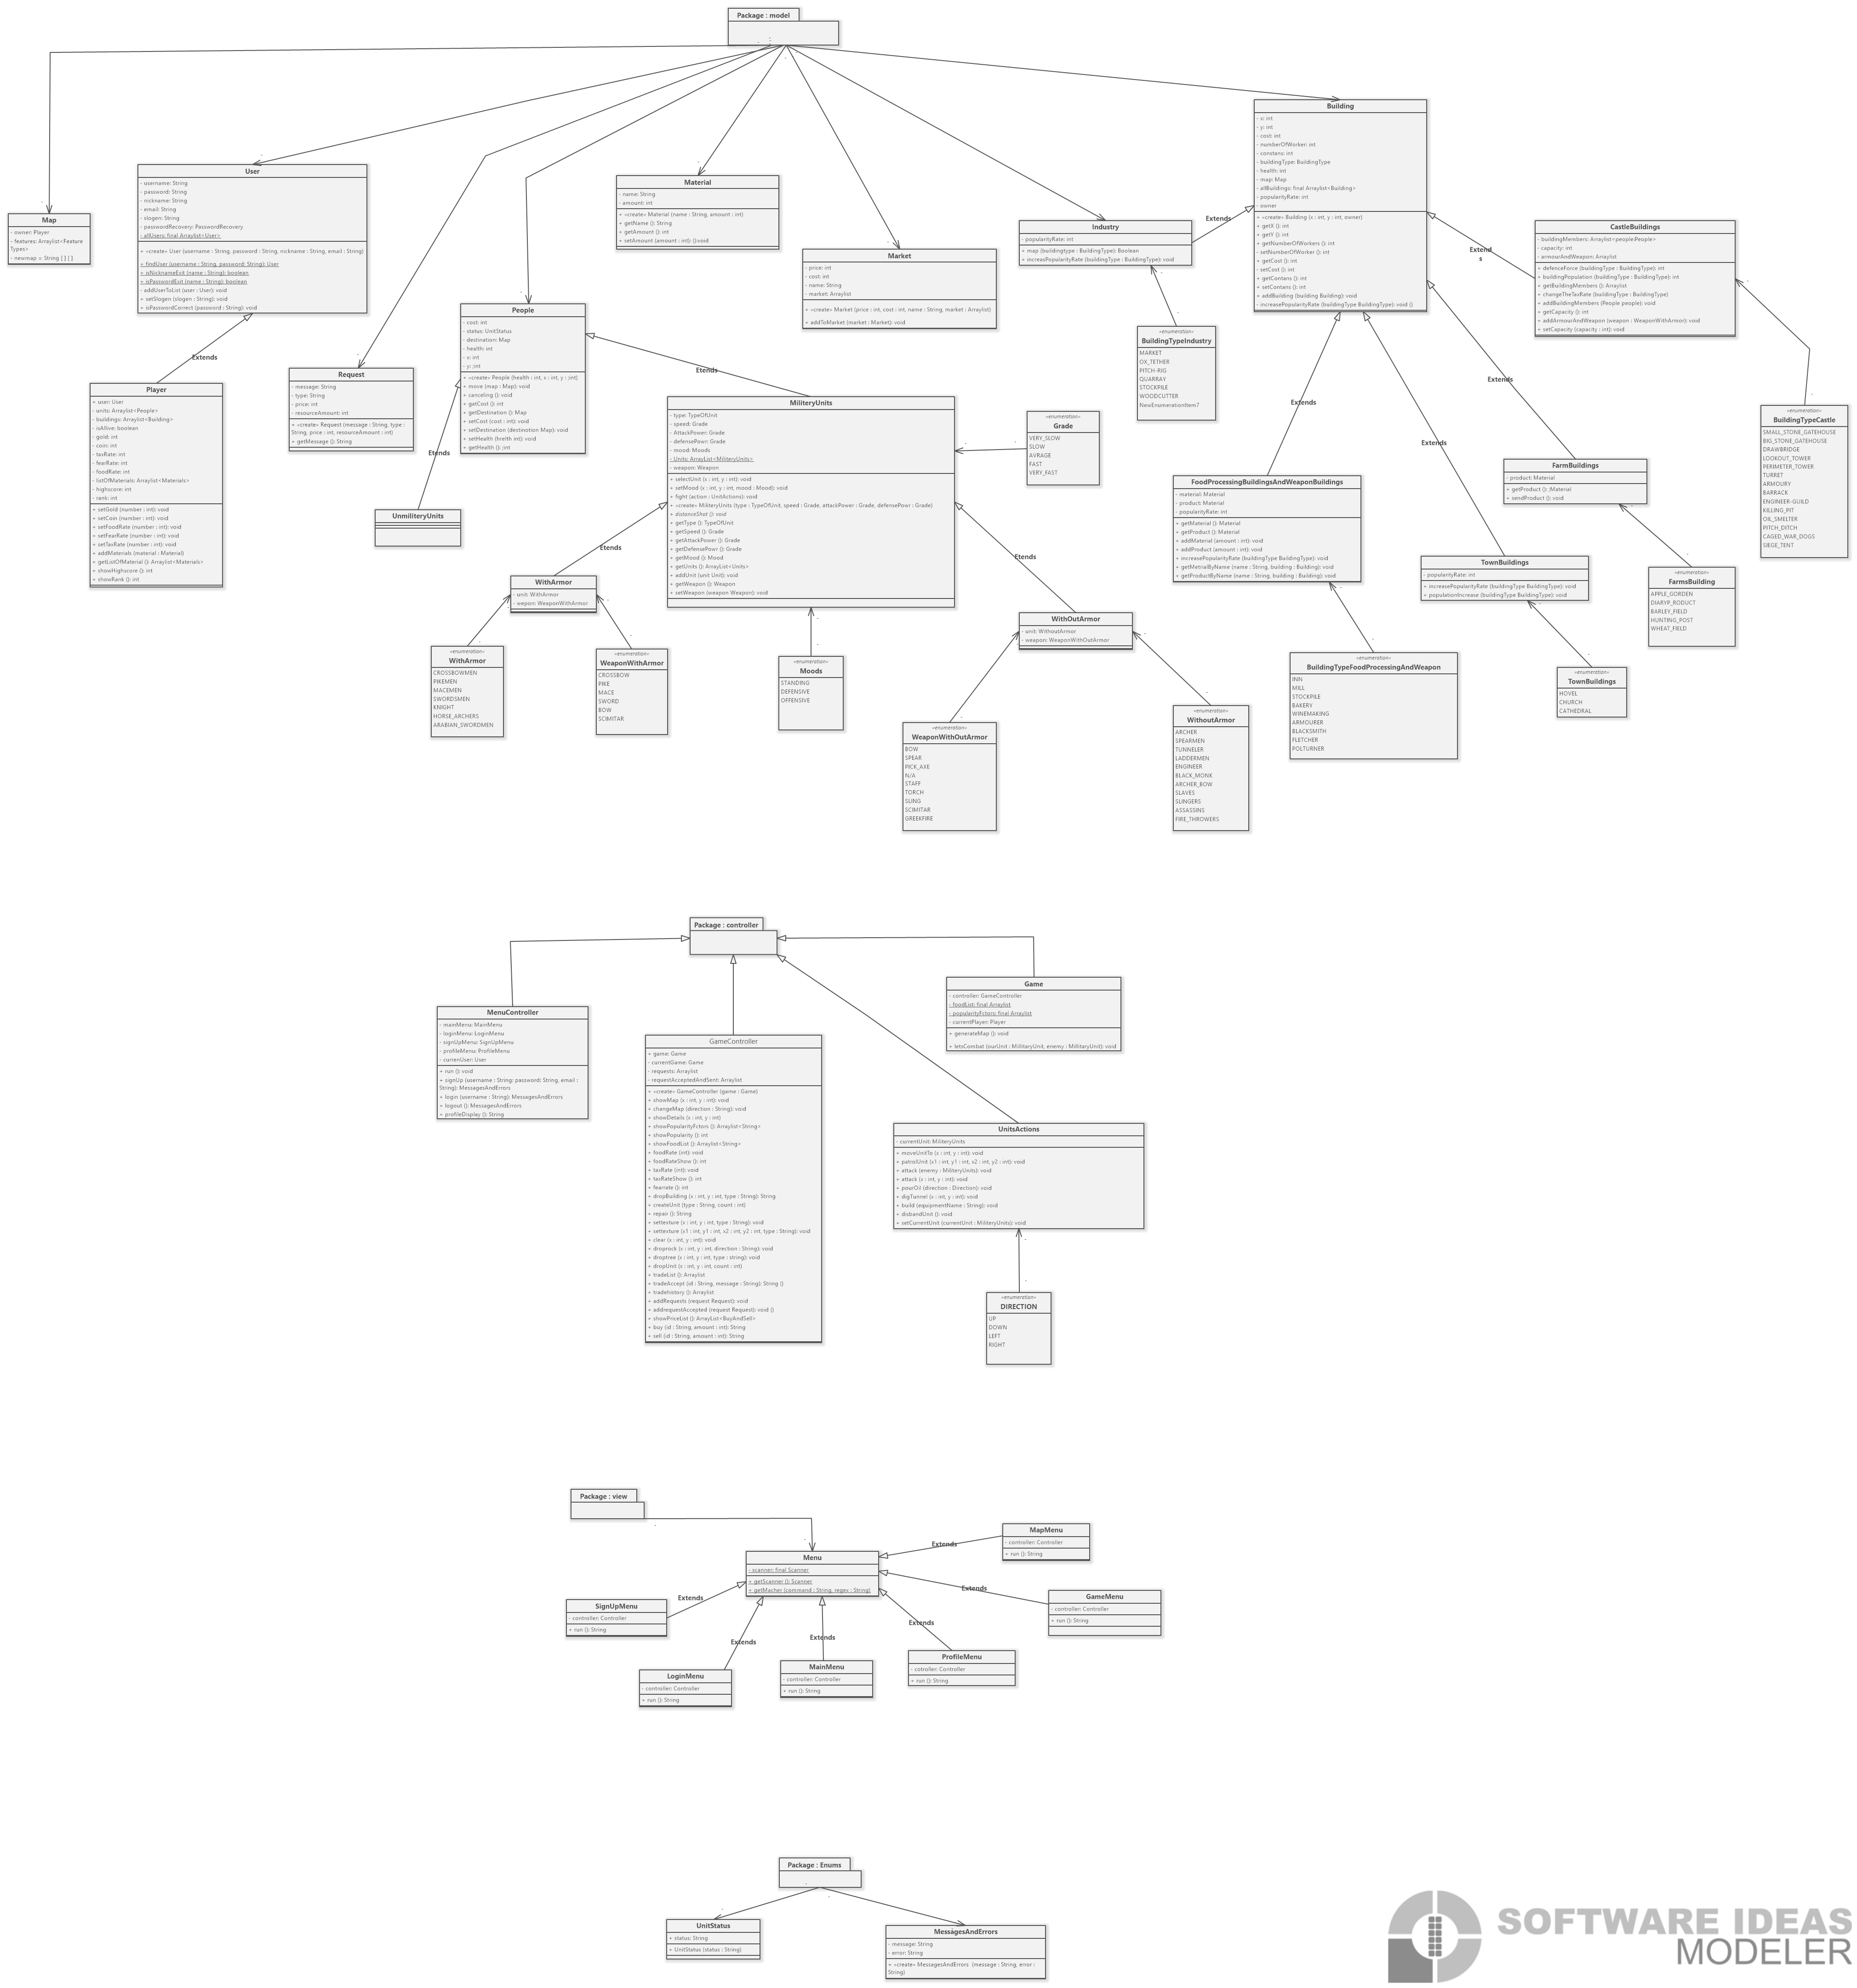 Package : model
Building
- x: int
- y: int
- cost: int
- numberOfWorker: int
- constans: int
- buildingType: BuildingType
- health: int
- map: Map
- allBuildings: final Arraylist<Building>
- popularityRate: int
- owner
+ «create» Building (x : int, y : int, owner)
+ getX (): int
+ getY (): int
+ getNumberOfWorkers (): int
- setNumberOfWorker (): int
+ getCost (): int
- setCost (): int
+ getContans (): int
+ setContans (): int
+ addBuilding (building Building): void
- increasePopularityRate (buildingType BuildingType): void ()
User
- username: String
- password: String
- nickname: String
- email: String
- slogen: String
- passwordRecovery: PasswordRecovery
- allUsers: final Arraylist<User>
+ «create» User (username : String, password : String, nickname : String, email : String)
+ findUser (username : String, password: String): User
+ isNicknameExit (name : String): boolean
+ isPasswordExit (name : String): boolean
- addUserToList (user : User): void
+ setSlogen (slogen : String): void
+ isPasswordCorrect (password : String): void
Material
- name: String
- amount: int
+ «create» Material (name : String, amount : int)
+ getName (): String
+ getAmount (): int
+ setAmount (amount : int): ()void
Map
- owner: Player
- features: Arraylist<Feature
Types>
- newmap = String [ ] [ ]
Industry
- popularityRate: int
+ map (buildingtype : BuildingType): Boolean
+ increasPopularityRate (buildingType : BuildingType): void
Extends
Extend
s
CastleBuildings
- buildingMembers: Arraylist<people:People>
- capacity: int
- armourAndWeapon: Arraylist
+ defenceForce (buildingType : BuildingType): int
+ buildingPopulation (buildingType : BuildingType): int
+ getBuildingMembers (): Arraylist
+ changeTheTaxRate (buildingType : BuildingType)
+ addBuildingMembers (People people): void
+ getCapacity (): int
+ addArmourAndWeapon (weapon : WeaponWithArmor): void
+ setCapacity (capacity : int): void
Market
- price: int
- cost: int
- name: String
- market: Arraylist
+ «create» Market (price : int, cost : int, name : String, market : Arraylist)
+ addToMarket (market : Market): void
People
- cost: int
- status: UnitStatus
- destination: Map
- health: int
- x: int
- y: ;int
+ «create» People (health : int, x : int, y : ;int)
+ move (map : Map): void
+ canceling (): void
+ getCost (): int
+ getDestination (): Map
+ setCost (cost : int): void
+ setDestination (destination Map): void
+ setHealth (hrelth int): void
+ getHealth (): ;int
«enumeration»
BuildingTypeIndustry
MARKET
OX_TETHER
PITCH-RIG
QUARRAY
STOCKPILE
WOODCUTTER
NewEnumerationItem7
Extends
Request
- message: String
- type: String
- price: int
- resourceAmount: int
+ «create» Request (message : String, type :
String, price : int, resourceAmount : int)
+ getMessage (): String
Etends
Extends
Player
+ user: User
- units: Arraylist<People>
- buildings: Arraylist<Building>
- isAllive: boolean
- gold: int
- coin: int
- taxRate: int
- fearRate: int
- foodRate: int
- listOfMaterials: Arraylist<Materials>
- highscore: int
- rank: int
+ setGold (number : int): void
+ setCoin (number : int): void
+ setFoodRate (number : int): void
+ setFearRate (number : int): void
+ setTaxRate (number : int): void
+ addMaterials (material : Material)
+ getListOfMaterial (): Arraylist<Materials>
+ showHighscore (): int
+ showRank (): int
MiliteryUnits
- type: TypeOfUnit
- speed: Grade
- AttackPower: Grade
- defensePowr: Grade
- mood: Moods
- Units: ArrayList<MiliteryUnits>
- weapon: Weapon
+ selectUnit (x : int, y : int): void
+ setMood (x : int, y : int, mood : Mood): void
+ fight (action : UnitActions): void
+ «create» MiliteryUnits (type : TypeOfUnit, speed : Grade, attackPower : Grade, defensePowr : Grade)
+ distanceShot (): void
+ getType (): TypeOfUnit
+ getSpeed (): Grade
+ getAttackPower (): Grade
+ getDefensePowr (): Grade
+ getMood (): Mood
+ getUnits (): ArrayList<Units>
+ addUnit (unit Unit): void
+ getWeapon (): Weapon
+ setWeapon (weapon Weapon): void
«enumeration»
Grade
VERY_SLOW
SLOW
AVRAGE
FAST
VERY_FAST
Extends
Extends
«enumeration»
BuildingTypeCastle
SMALL_STONE_GATEHOUSE
BIG_STONE_GATEHOUSE
DRAWBRIDGE
LOOKOUT_TOWER
PERIMETER_TOWER
TURRET
ARMOURY
BARRACK
ENGINEER-GUILD
KILLING_PIT
OIL_SMELTER
PITCH_DITCH
CAGED_WAR_DOGS
SIEGE_TENT
Etends
FarmBuildings
- product: Material
+ getProduct (): ;Material
+ sendProduct (): void
FoodProcessingBuildingsAndWeaponBuildings
- material: Material
- product: Material
- popularityRate: int
+ getMaterial (): Material
+ getProduct (): Material
+ addMaterial (amount : int): void
+ addProduct (amount : int): void
+ increasePopularityRate (buildingType BuildingType): void
+ getMetrialByName (name : String, building : Building): void
+ getProductByName (name : String, building : Building): void
UnmiliteryUnits
Etends
Etends
TownBuildings
- popularityRate: int
+ increasePopularityRate (buildingType BuildingType): void
+ populationIncrease (buildingType BuildingType): void
«enumeration»
FarmsBuilding
APPLE_GORDEN
DIARYP_RODUCT
BARLEY_FIELD
HUNTING_POST
WHEAT_FIELD
WithArmor
- unit: WithArmor
- wepon: WeaponWithArmor
WithOutArmor
- unit: WithoutArmor
- weapon: WeaponWithOutArmor
«enumeration»
WithArmor
CROSSBOWMEN
PIKEMEN
MACEMEN
SWORDSMEN
KNIGHT
HORSE_ARCHERS
ARABIAN_SWORDMEN
«enumeration»
WeaponWithArmor
CROSSBOW
PIKE
MACE
SWORD
BOW
SCIMITAR
«enumeration»
Moods
STANDING
DEFENSIVE
OFFENSIVE
«enumeration»
BuildingTypeFoodProcessingAndWeapon
INN
MILL
STOCKPILE
BAKERY
WINEMAKING
ARMOURER
BLACKSMITH
FLETCHER
POLTURNER
«enumeration»
TownBuildings
HOVEL
CHURCH
CATHEDRAL
«enumeration»
WeaponWithOutArmor
BOW
SPEAR
PICK_AXE
N/A
STAFF
TORCH
SLING
SCIMITAR
GREEKFIRE
«enumeration»
WithoutArmor
ARCHER
SPEARMEN
TUNNELER
LADDERMEN
ENGINEER
BLACK_MONK
ARCHER_BOW
SLAVES
SLINGERS
ASSASSINS
FIRE_THROWERS
Package : controller
Game
- controller: GameController
- foodList: final Arraylist
- popularityFctors: final Arraylist
- currentPlayer: Player
+ generateMap (): void
+ letsCombat (ourUnit : MillitaryUnit, enemy : MillitaryUnit): void
MenuController
- mainMenu: MainMenu
- loginMenu: LoginMenu
- signUpMenu: SignUpMenu
- profileMenu: ProfileMenu
- currenUser: User
+ run (): void
+ signUp (username : String; password: String, email :
String): MessagesAndErrors
+ login (username : String): MessagesAndErrors
+ logout (): MessagesAndErrors
+ profileDisplay (): String
GameController
+ game: Game
- currentGame: Game
- requests: Arraylist
- requestAcceptedAndSent: Arraylist
+ «create» GameController (game : Game)
+ showMap (x : int, y : int): void
+ changeMap (direction : String): void
+ showDetails (x : int, y : int)
+ showPopularityFctors (): Arraylist<String>
+ showPopularity (): int
+ showFoodList (): Arraylist<String>
+ foodRate (int): void
+ foodRateShow (): int
+ taxRate (int): void
+ taxRateShow (): int
+ fearrate (): int
+ dropBuilding (x : int, y : int, type : String): String
+ createUnit (type : String, count : int)
+ repair (): String
+ settexture (x : int, y : int, type : String): void
+ settexture (x1 : int, y1 : int, x2 : int, y2 : int, type : String): void
+ clear (x : int, y : int): void
+ droprock (x : int, y : int, direction : String): void
+ droptree (x : int, y : int, type : string): void
+ dropUnit (x : int, y : int, count : int)
+ tradeList (): Arraylist
+ tradeAccept (id : String, message : String): String ()
+ tradehistory (): Arraylist
+ addRequests (request Request): void
+ addrequestAccepted (request Request): void ()
+ showPriceList (): ArrayList<BuyAndSell>
+ buy (id : String, amount : int): String
+ sell (id : String, amount : int): String
UnitsActions
- currentUnit: MiliteryUnits
+ moveUnitTo (x : int, y : int): void
+ patrolUnit (x1 : int, y1 : int, x2 : int, y2 : int): void
+ attack (enemy : MiliteryUnits): void
+ attack (x : int, y : int): void
+ pourOil (direction : Direction): void
+ digTunnel (x : int, y : int): void
+ build (equipmentName : String): void
+ disbandUnit (): void
+ setCurrentUnit (currentUnit : MiliteryUnits): void
«enumeration»
DIRECTION
UP
DOWN
LEFT
RIGHT
Package : view
MapMenu
- controller: Controller
+ run (): String
Extends
Menu
- scanner: final Scanner
+ getScanner (): Scanner
+ getMacher (command : String, regex : String)
Extends
GameMenu
- controller: Controller
+ run (): String
Extends
SignUpMenu
- controller: Controller
+ run (): String
Extends
Extends
Extends
ProfileMenu
- cotroller: Controller
+ run (): String
MainMenu
- controller: Controller
+ run (): String
LoginMenu
- controller: Controller
+ run (): String
Package : Enums
UnitStatus
+ status: String
+ UnitStatus (status : String)
MessagesAndErrors
- message: String
- error: String
+ «create» MessagesAndErrors (message : String, error :
String)
SOFTWARE IDEAS
MODELER